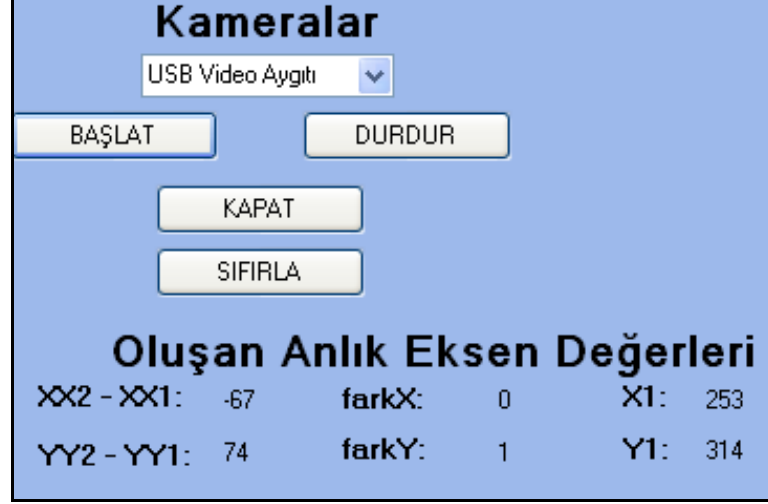 Kameralar
USB Video Aygıtı
BAŞLAT DURDUR
KAPAT
SIFIRLA
Oluşan Anlık Eksen Değerleri
XX2 - XX1: -67 farkX: 0 X1: 253
YY2 - YY1: 74 farkY: 1 Y1: 314